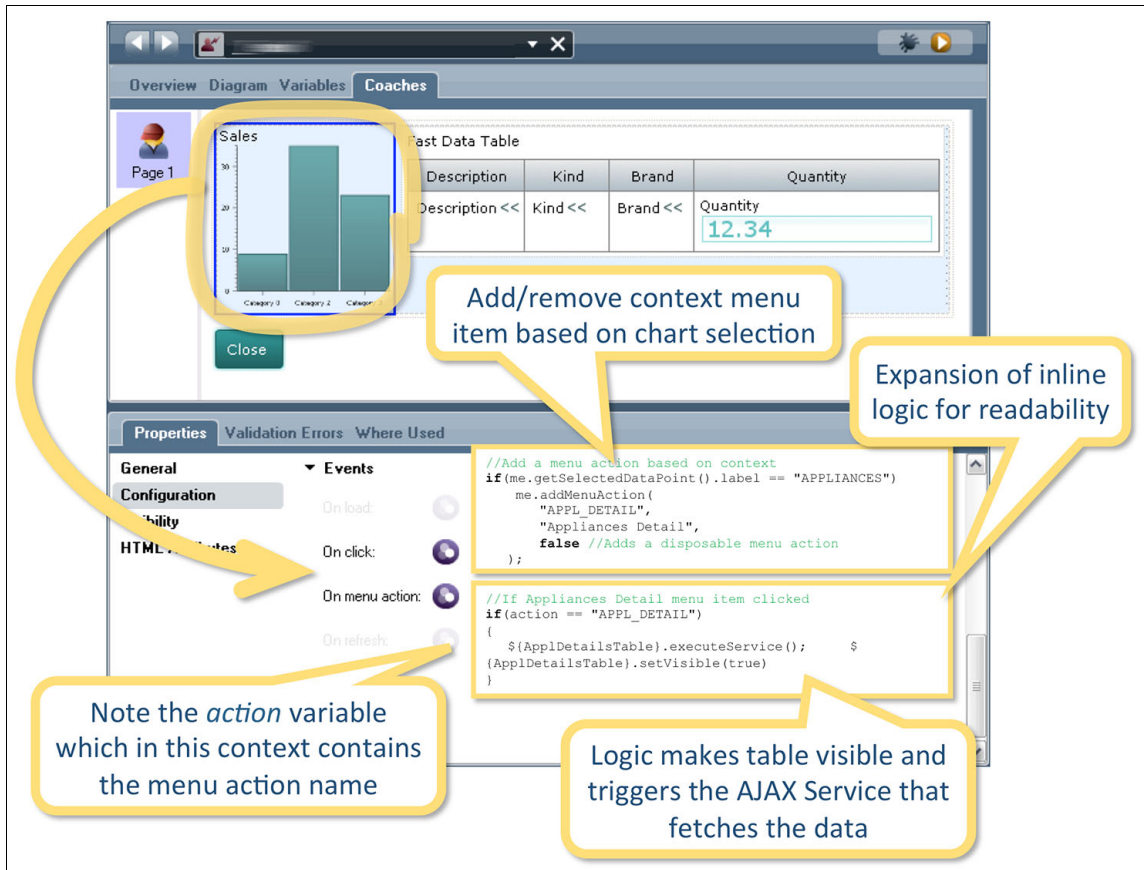 Overview Diagram Variables Coaches
Page 1
Sales
30
20
10
0
Category 0 Category 2 Category
Close
Fast Data Table
Description Kind Brand Quantity
Description << Kind << Brand << Quantity
12.34
Add/remove context menu
item based on chart selection
Expansion of inline
logic for readability
Properties Validation Errors Where Used
General
Configuration
HTML
Events
On load:
On click:
On menu action:
On refresh:
//Add a menu action based on context
if(me.getSelectedDataPoint().label == "APPLIANCES")
me.addMenuAction(
"APPL_DETAIL",
"Appliances Detail",
false //Adds a disposable menu action
);
//If Appliances Detail menu item clicked
if(action == "APPL_DETAIL")
{
${ApplDetailsTable}.executeService(); $
{ApplDetailsTable}.setVisible(true)
}
Note the action variable
which in this context contains
the menu action name
Logic makes table visible and
triggers the AJAX Service that
fetches the data